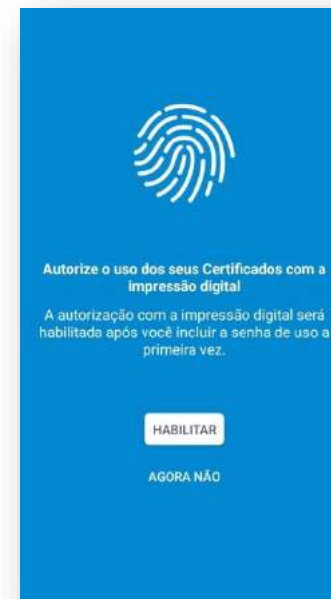 Autorize o uso dos seus Certificados com a
impressão digital
A autorização com a impressão digital será
habilitada após você incluir a senha de uso a
primeira vez.
HABILITAR
AGORA NÃO